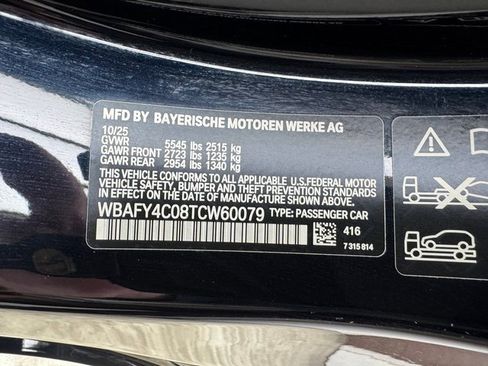 MFD BY BAYERISCHE MOTOREN WERKE AG
10/25
GVWR 5545 lbs 2515 kg
GAWR FRONT 2723 lbs 1235 kg
GAWR REAR 2954 lbs 1340 kg
THIS VEHICLE CONFORMS TO ALL APPLICABLE U.S.FEDERAL MOTOR
VEHICLE SAFETY, BUMPER AND THEFT PREVENTION STANDARDS
IN EFFECT ON THE DATE OF MANUFACTURE SHOWN ABOVE.
WBAFY4C08TCW60079 TYPE: PASSENGER CAR
416
7 315 814